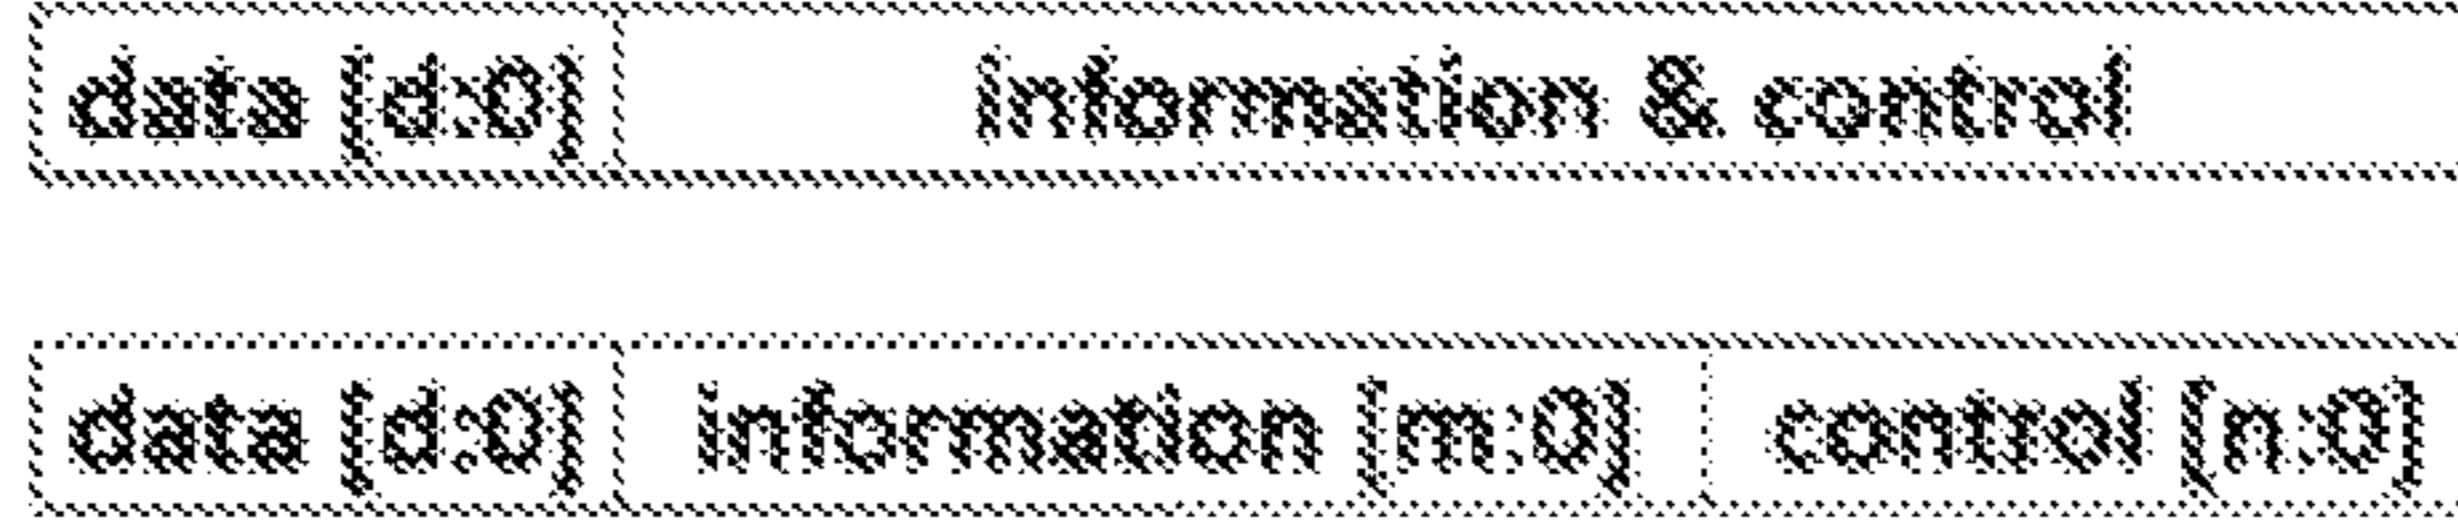 data [d:0] information & control
data [d:0] information [m:0] control [n:0]